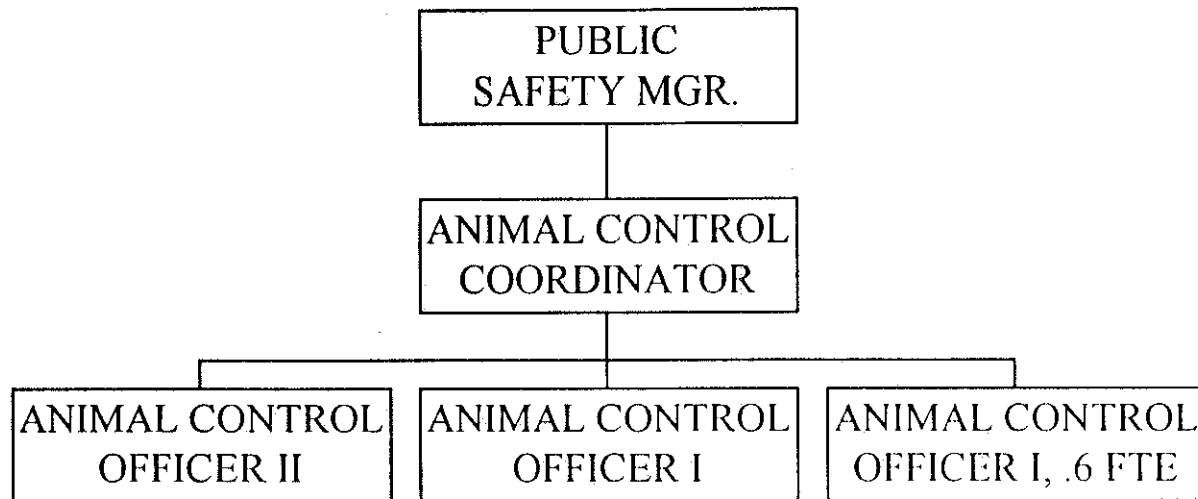 PUBLIC
SAFETY MGR.
ANIMAL CONTROL
COORDINATOR
ANIMAL CONTROL
OFFICER II
ANIMAL CONTROL
OFFICER I
ANIMAL CONTROL
OFFICER I, .6 FTE